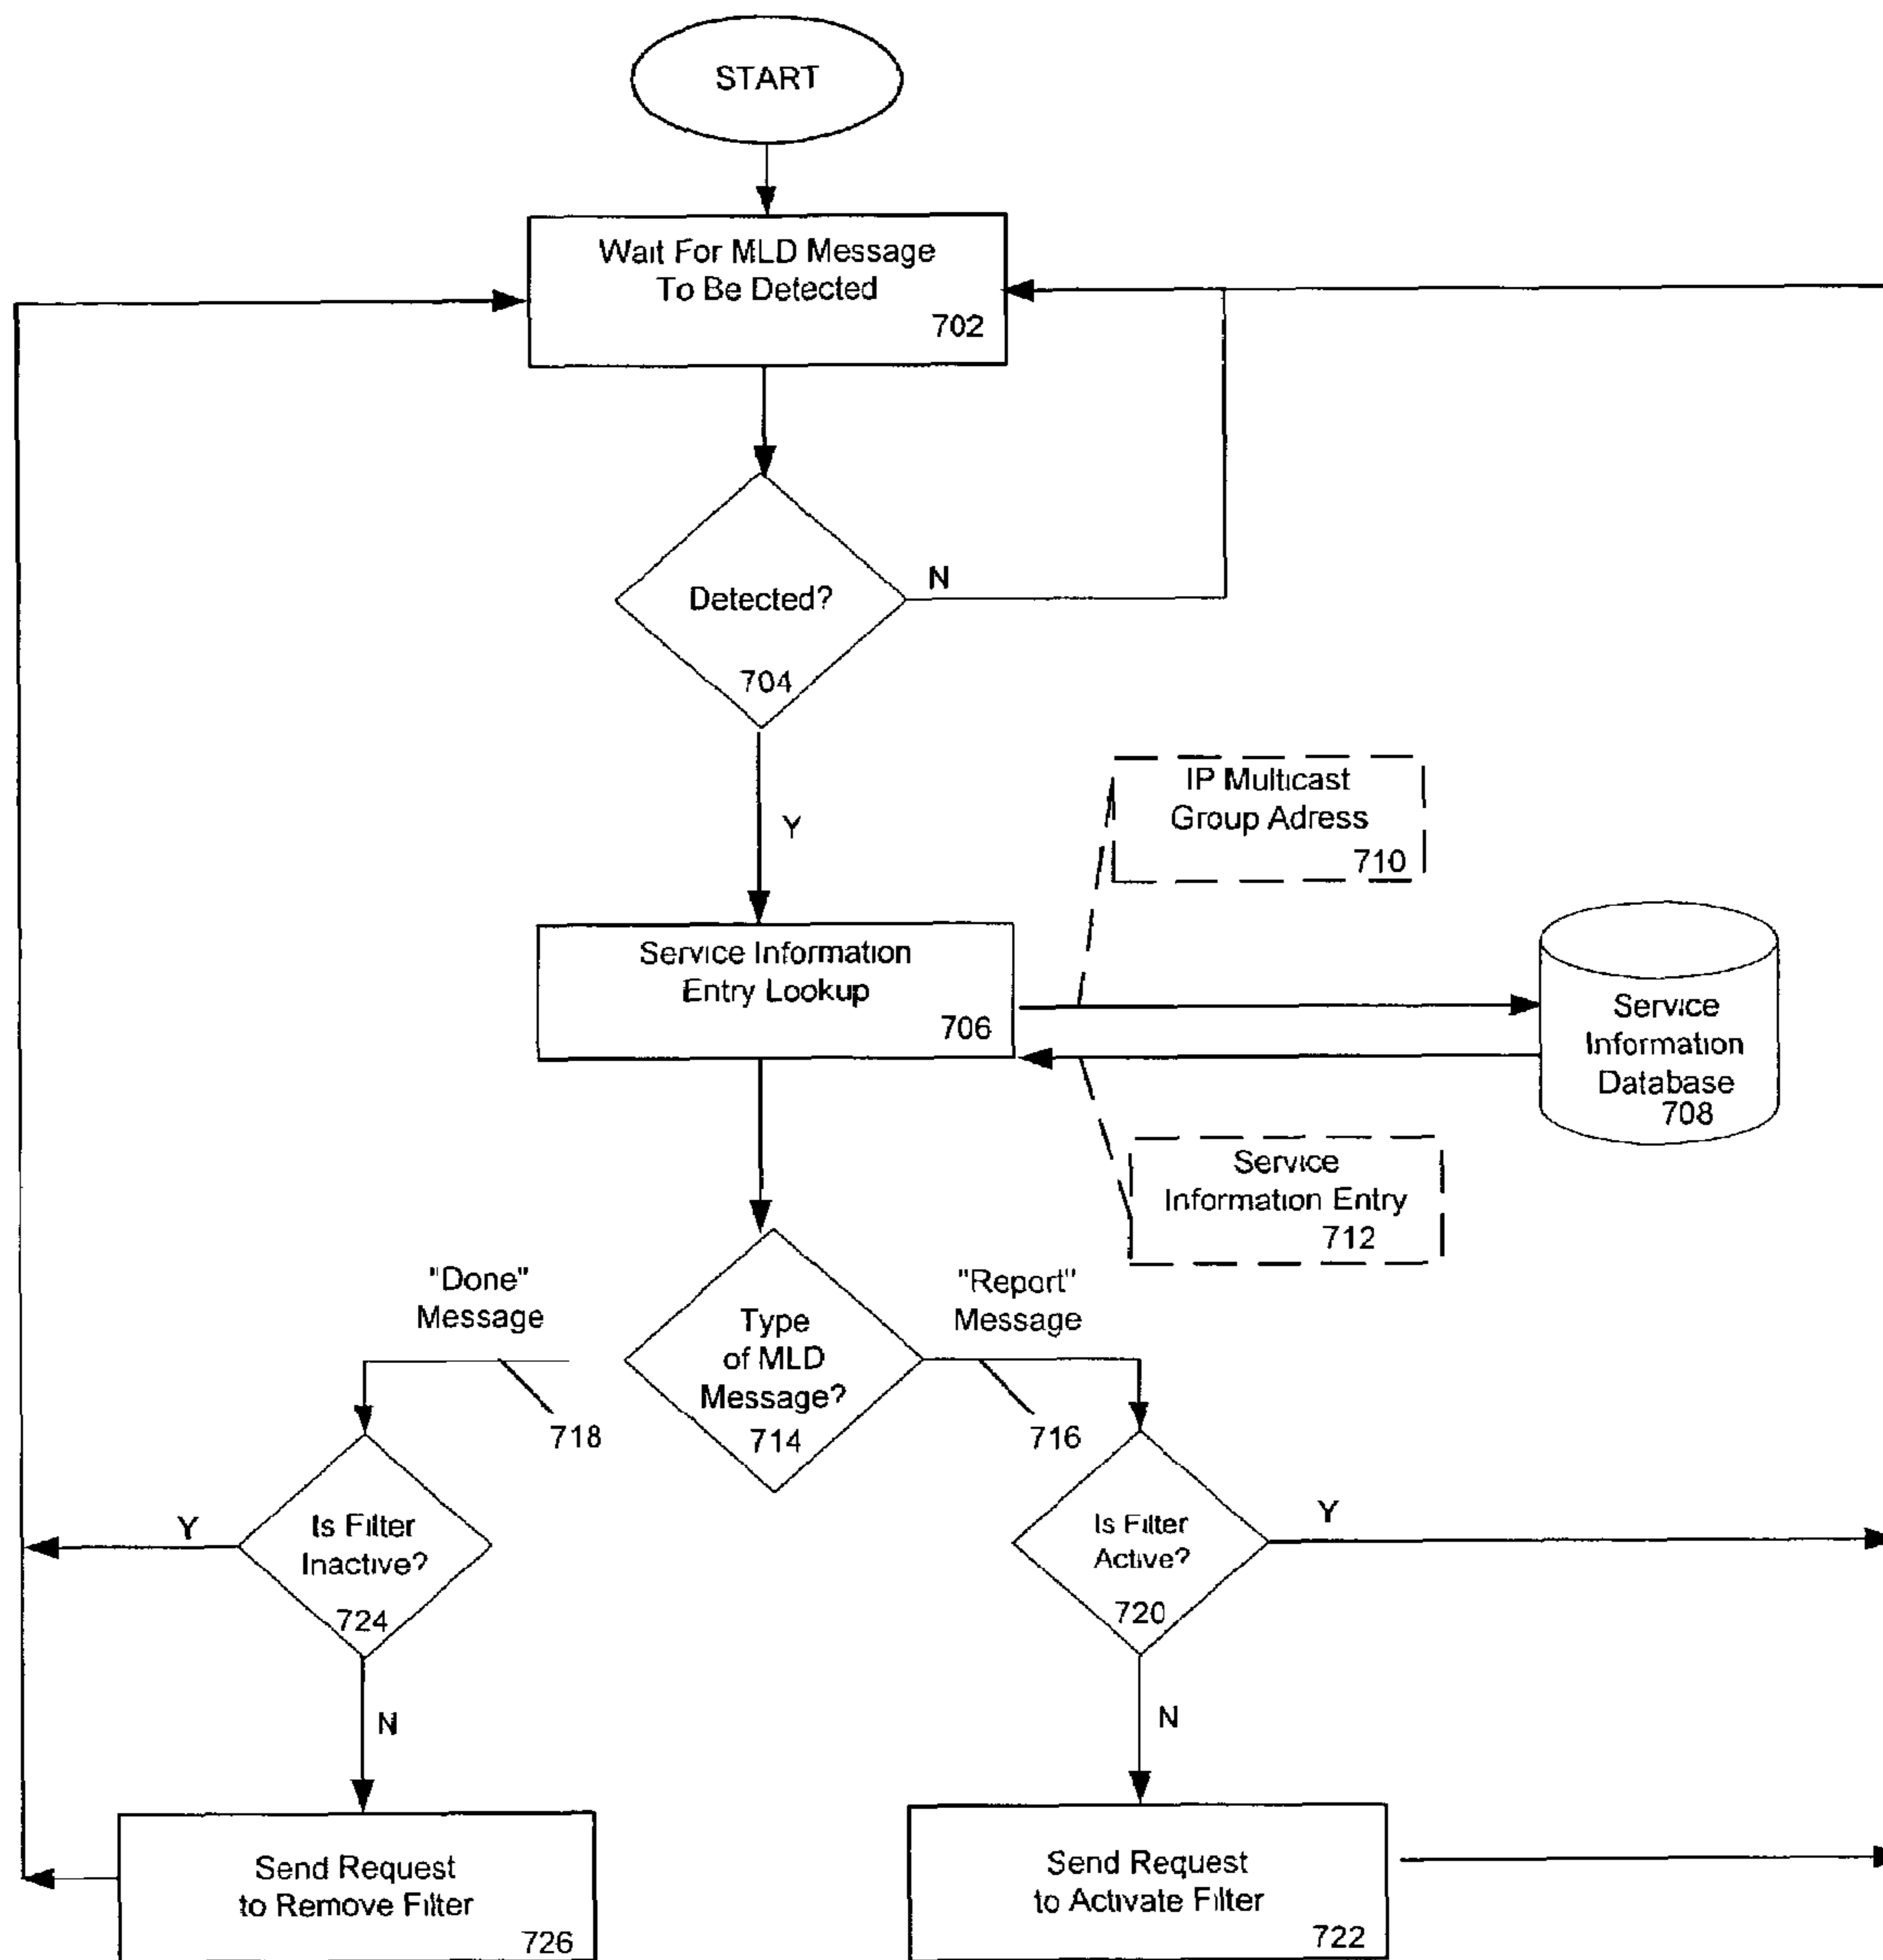 START
Wait For MLD Message
To Be Detected
702
Detected?
N
704
Y
IP Multicast
Group Adress
710
Service Information
Entry Lookup
706
Service
Information
Database
708
Service
Information Entry
712
"Done"
Message
"Report"
Message
Type
of MLD
Message?
714
718
716
Is Filter
Inactive?
724
Y
Is Filter
Active?
720
Y
N
N
Send Request
to Remove Filter
726
Send Request
to Activate Filter
722